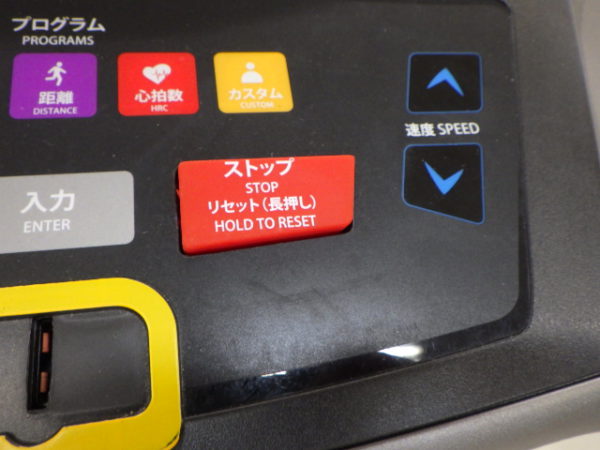 プログラム
PROGRAMS
距離
DISTANCE
心拍数
HRC
カスタム
CUSTOM
速度 SPEED
入力
ENTER
ストップ
STOP
リセット(長押し)
HOLD TO RESET